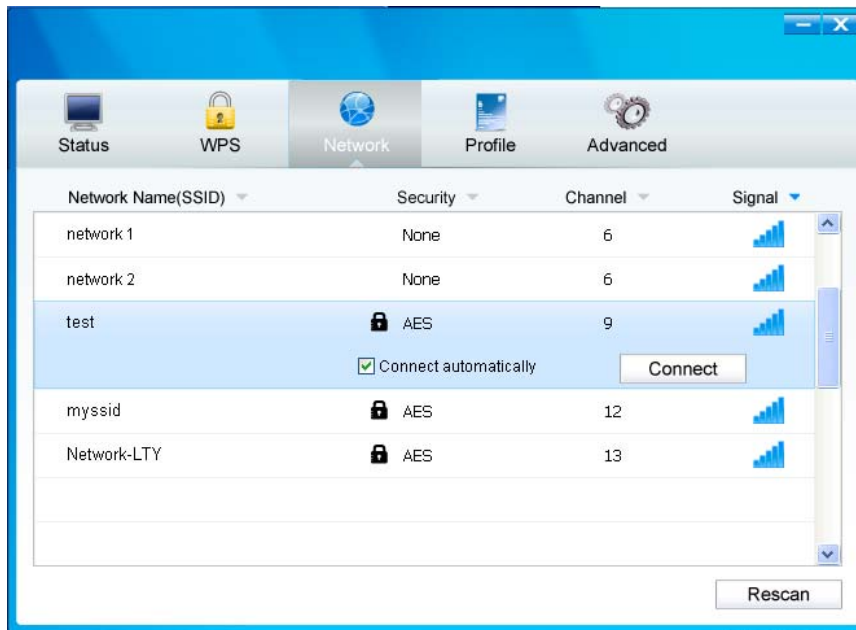 Status WPS Network Profile Advanced
Network Name(SSID) Security Channel Signal
network 1 None 6
network 2 None 6
test AES 9
Connect automatically Connect
myssid AES 12
Network-LTY AES 13
Rescan